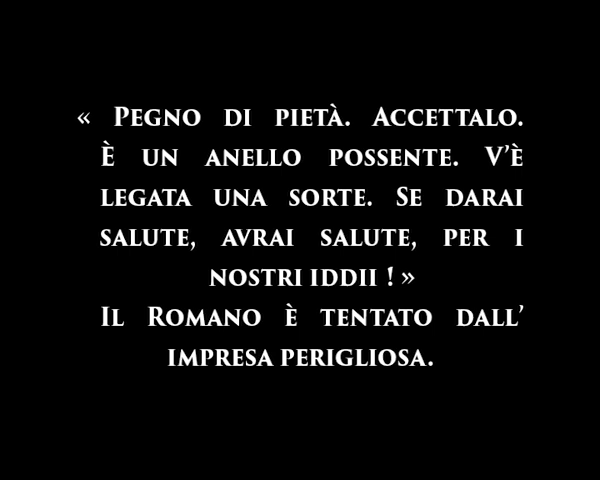 « Pegno di pietà. Accettalo.
È un anello possente. V’è
legata una sorte. Se darai
salute, avrai salute, per i
nostri iddii ! »
Il Romano è tentato dall’
impresa perigliosa.